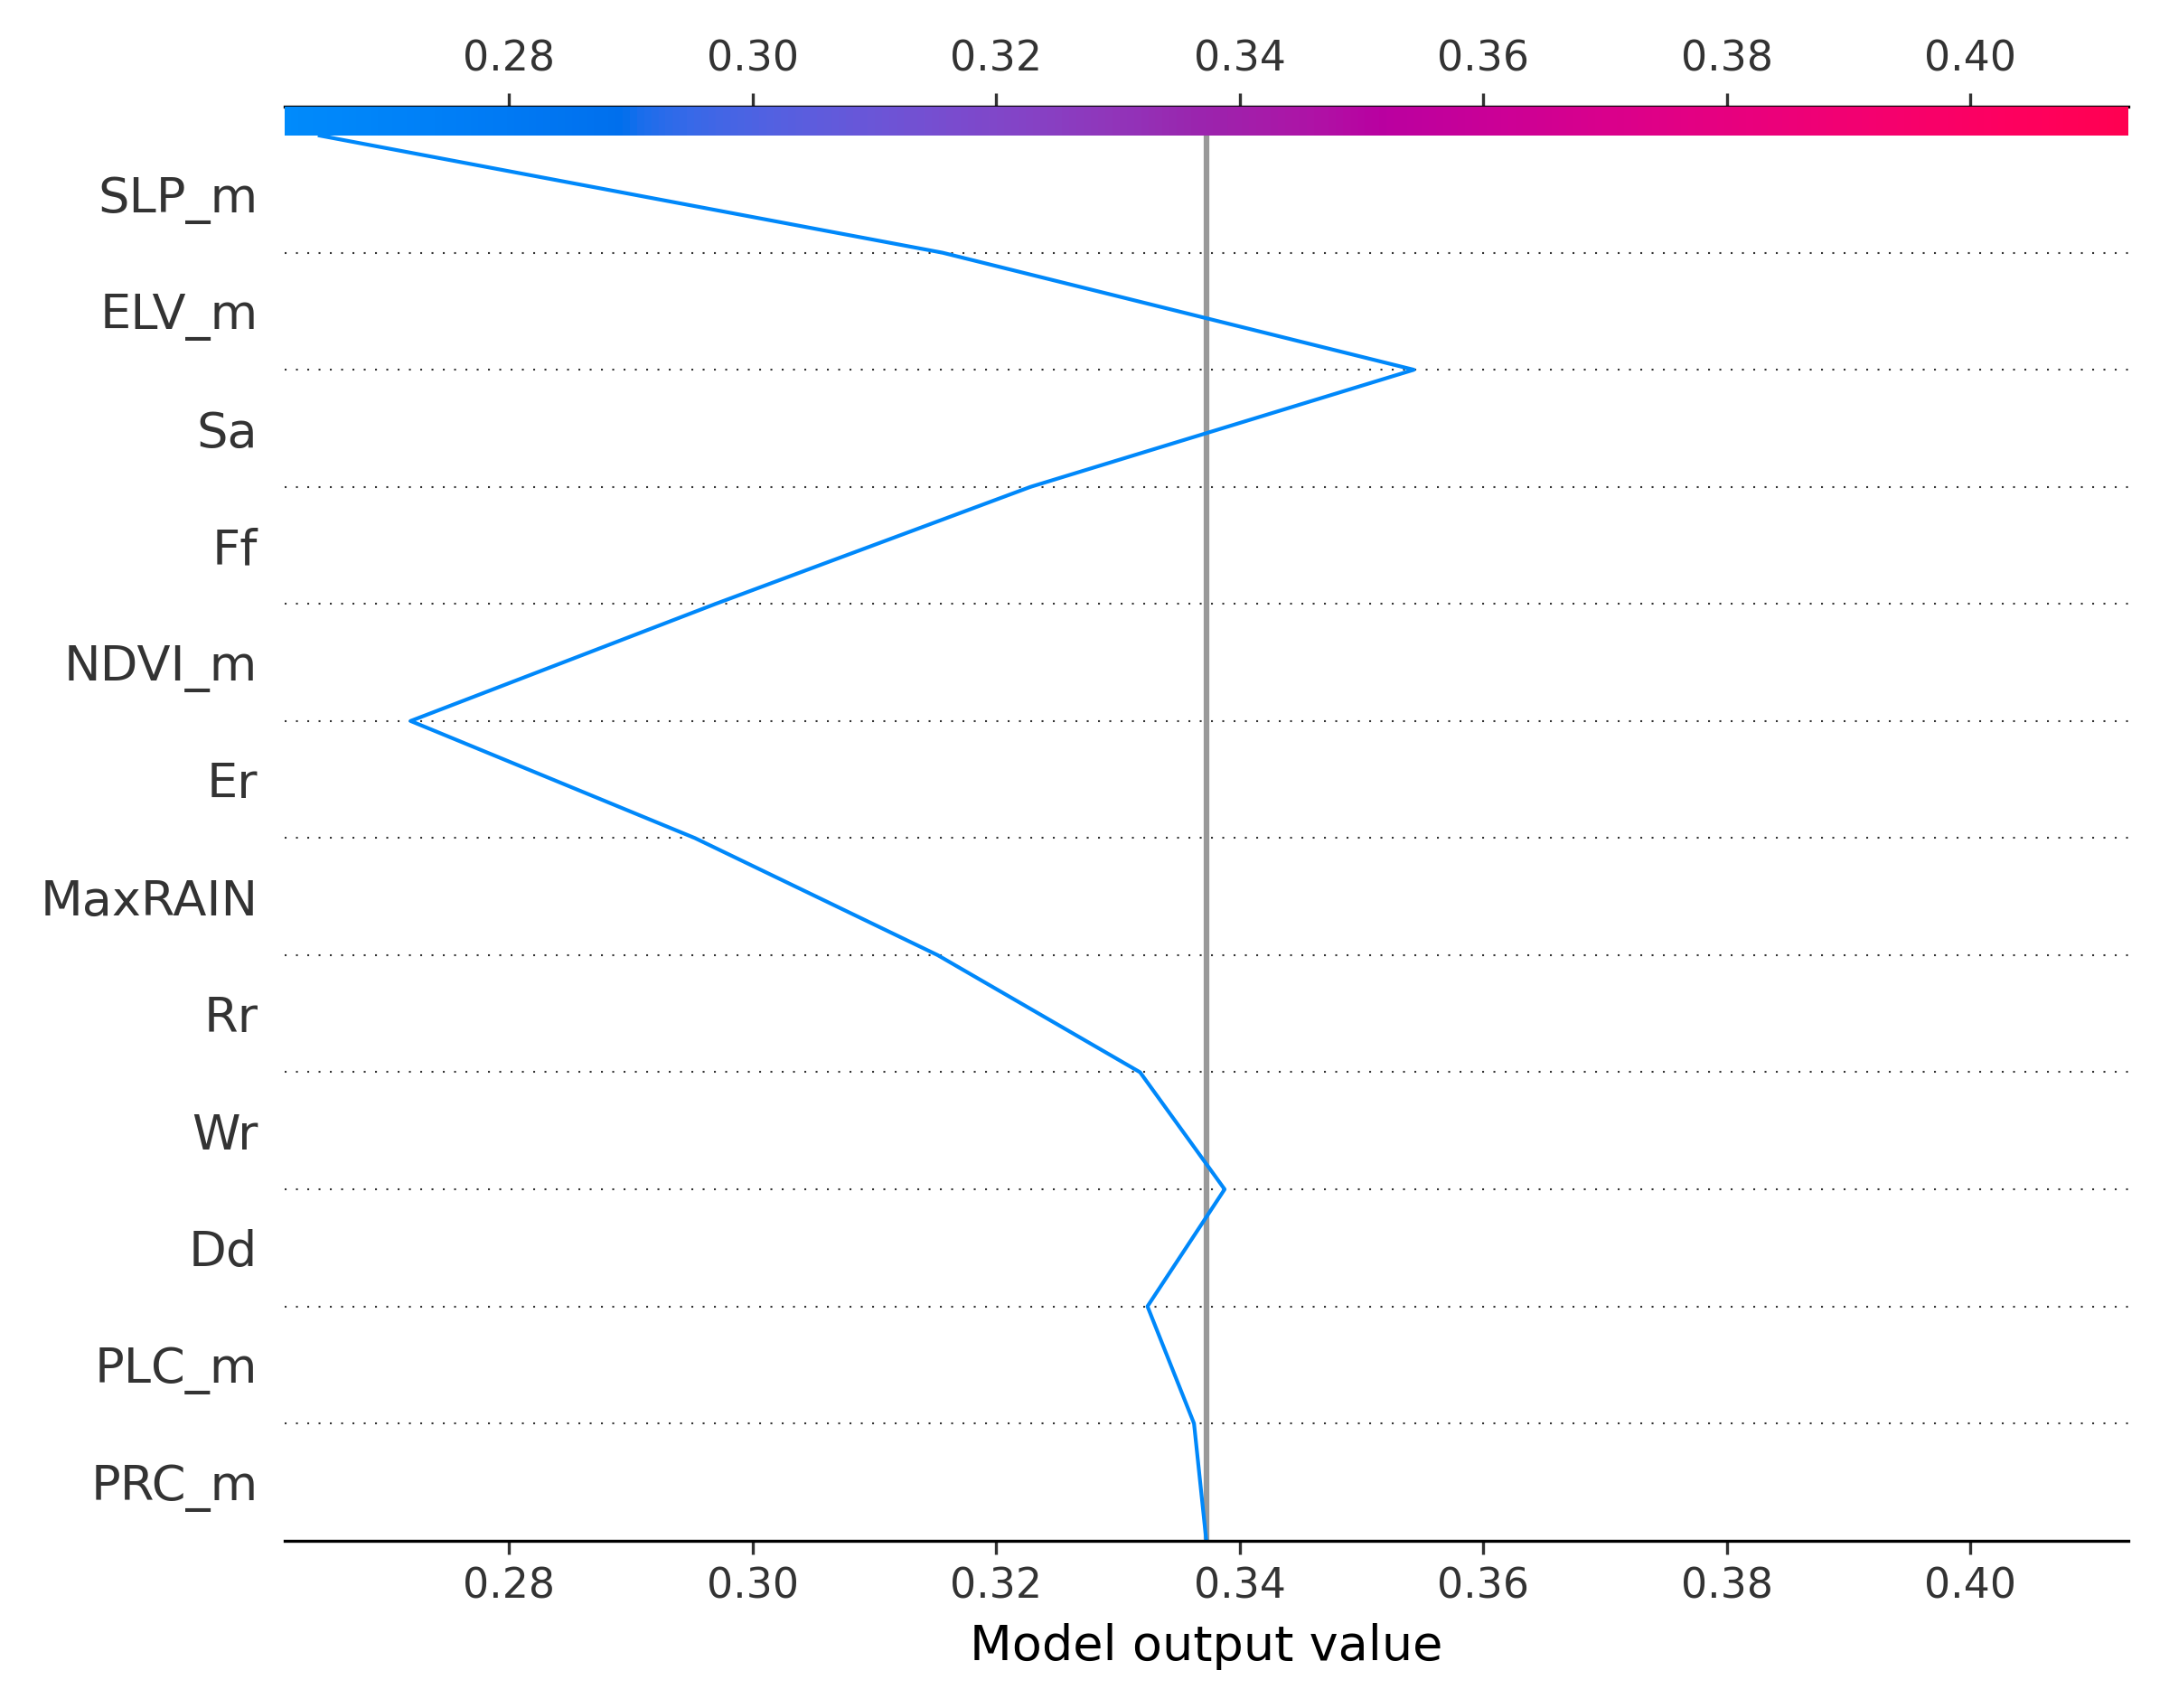 0.28 0.30 0.32 0.34 0.36 0.38 0.40
SLP_m
ELV_m
Sa
Ff
NDVI_m
Er
MaxRAIN
Rr
Wr
Dd
PLC_m
PRC_m
0.28 0.30 0.32 0.34 0.36 0.38 0.40
Model output value